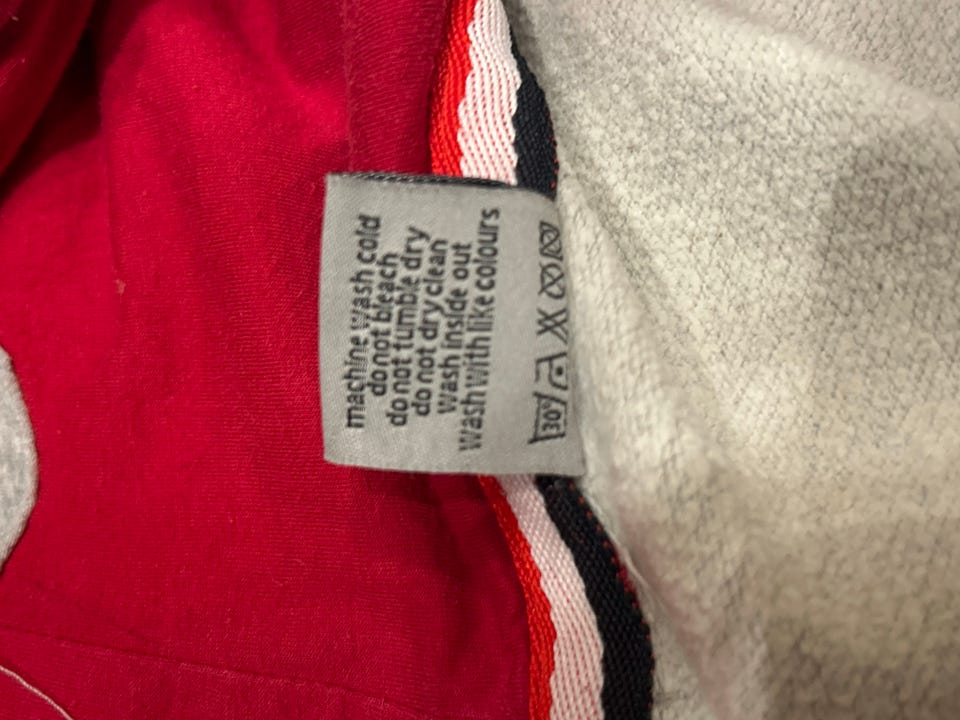 machine wash cold
do not bleach
do not tumble dry
do not dry clean
Wash inside out
Wash with like colours
30°